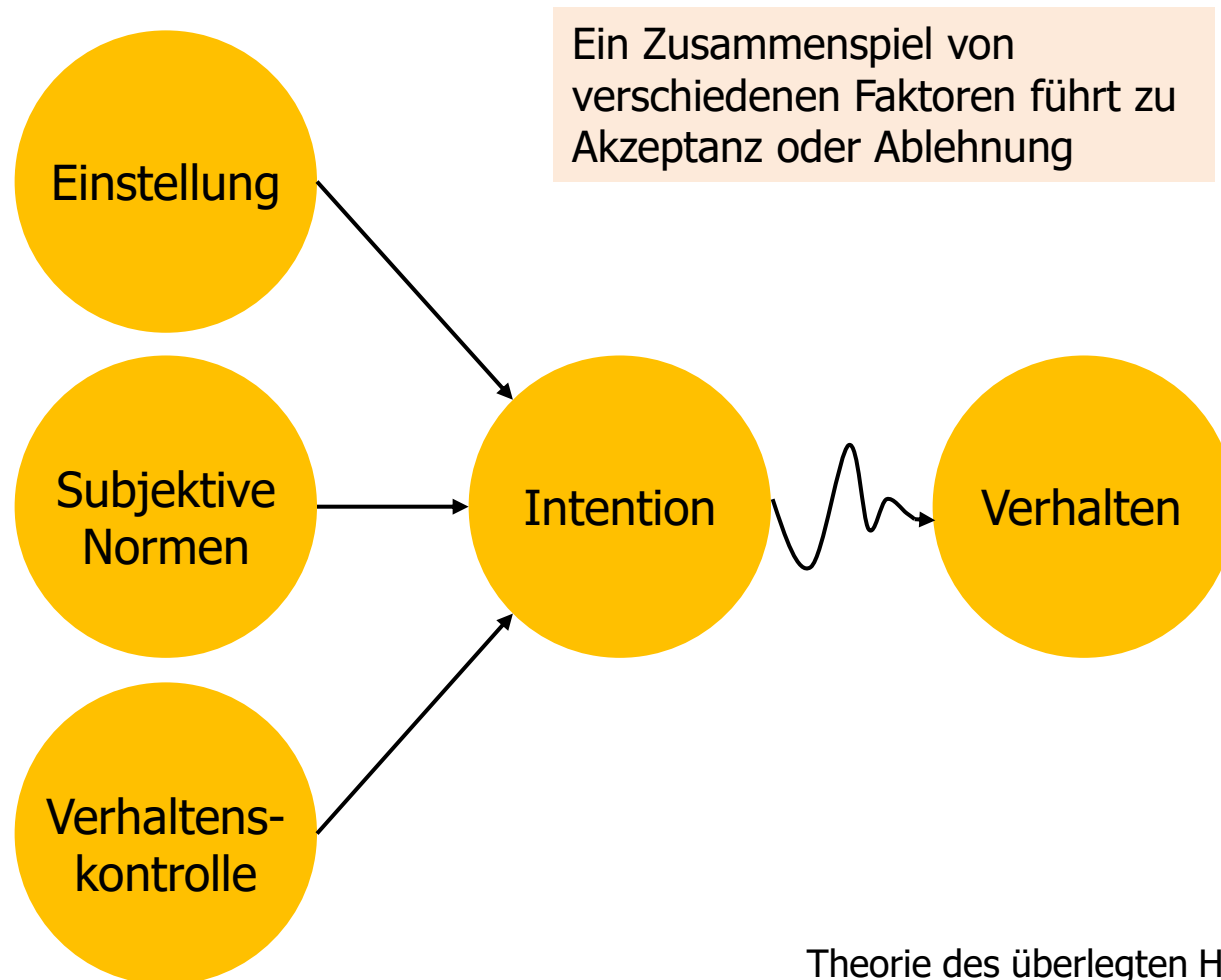 Ein Zusammenspiel von
verschiedenen Faktoren führt zu
Akzeptanz oder Ablehnung
Einstellung
Subjektive
Normen
Intention
Verhalten
Verhaltens-
kontrolle
Theorie des überlegten H